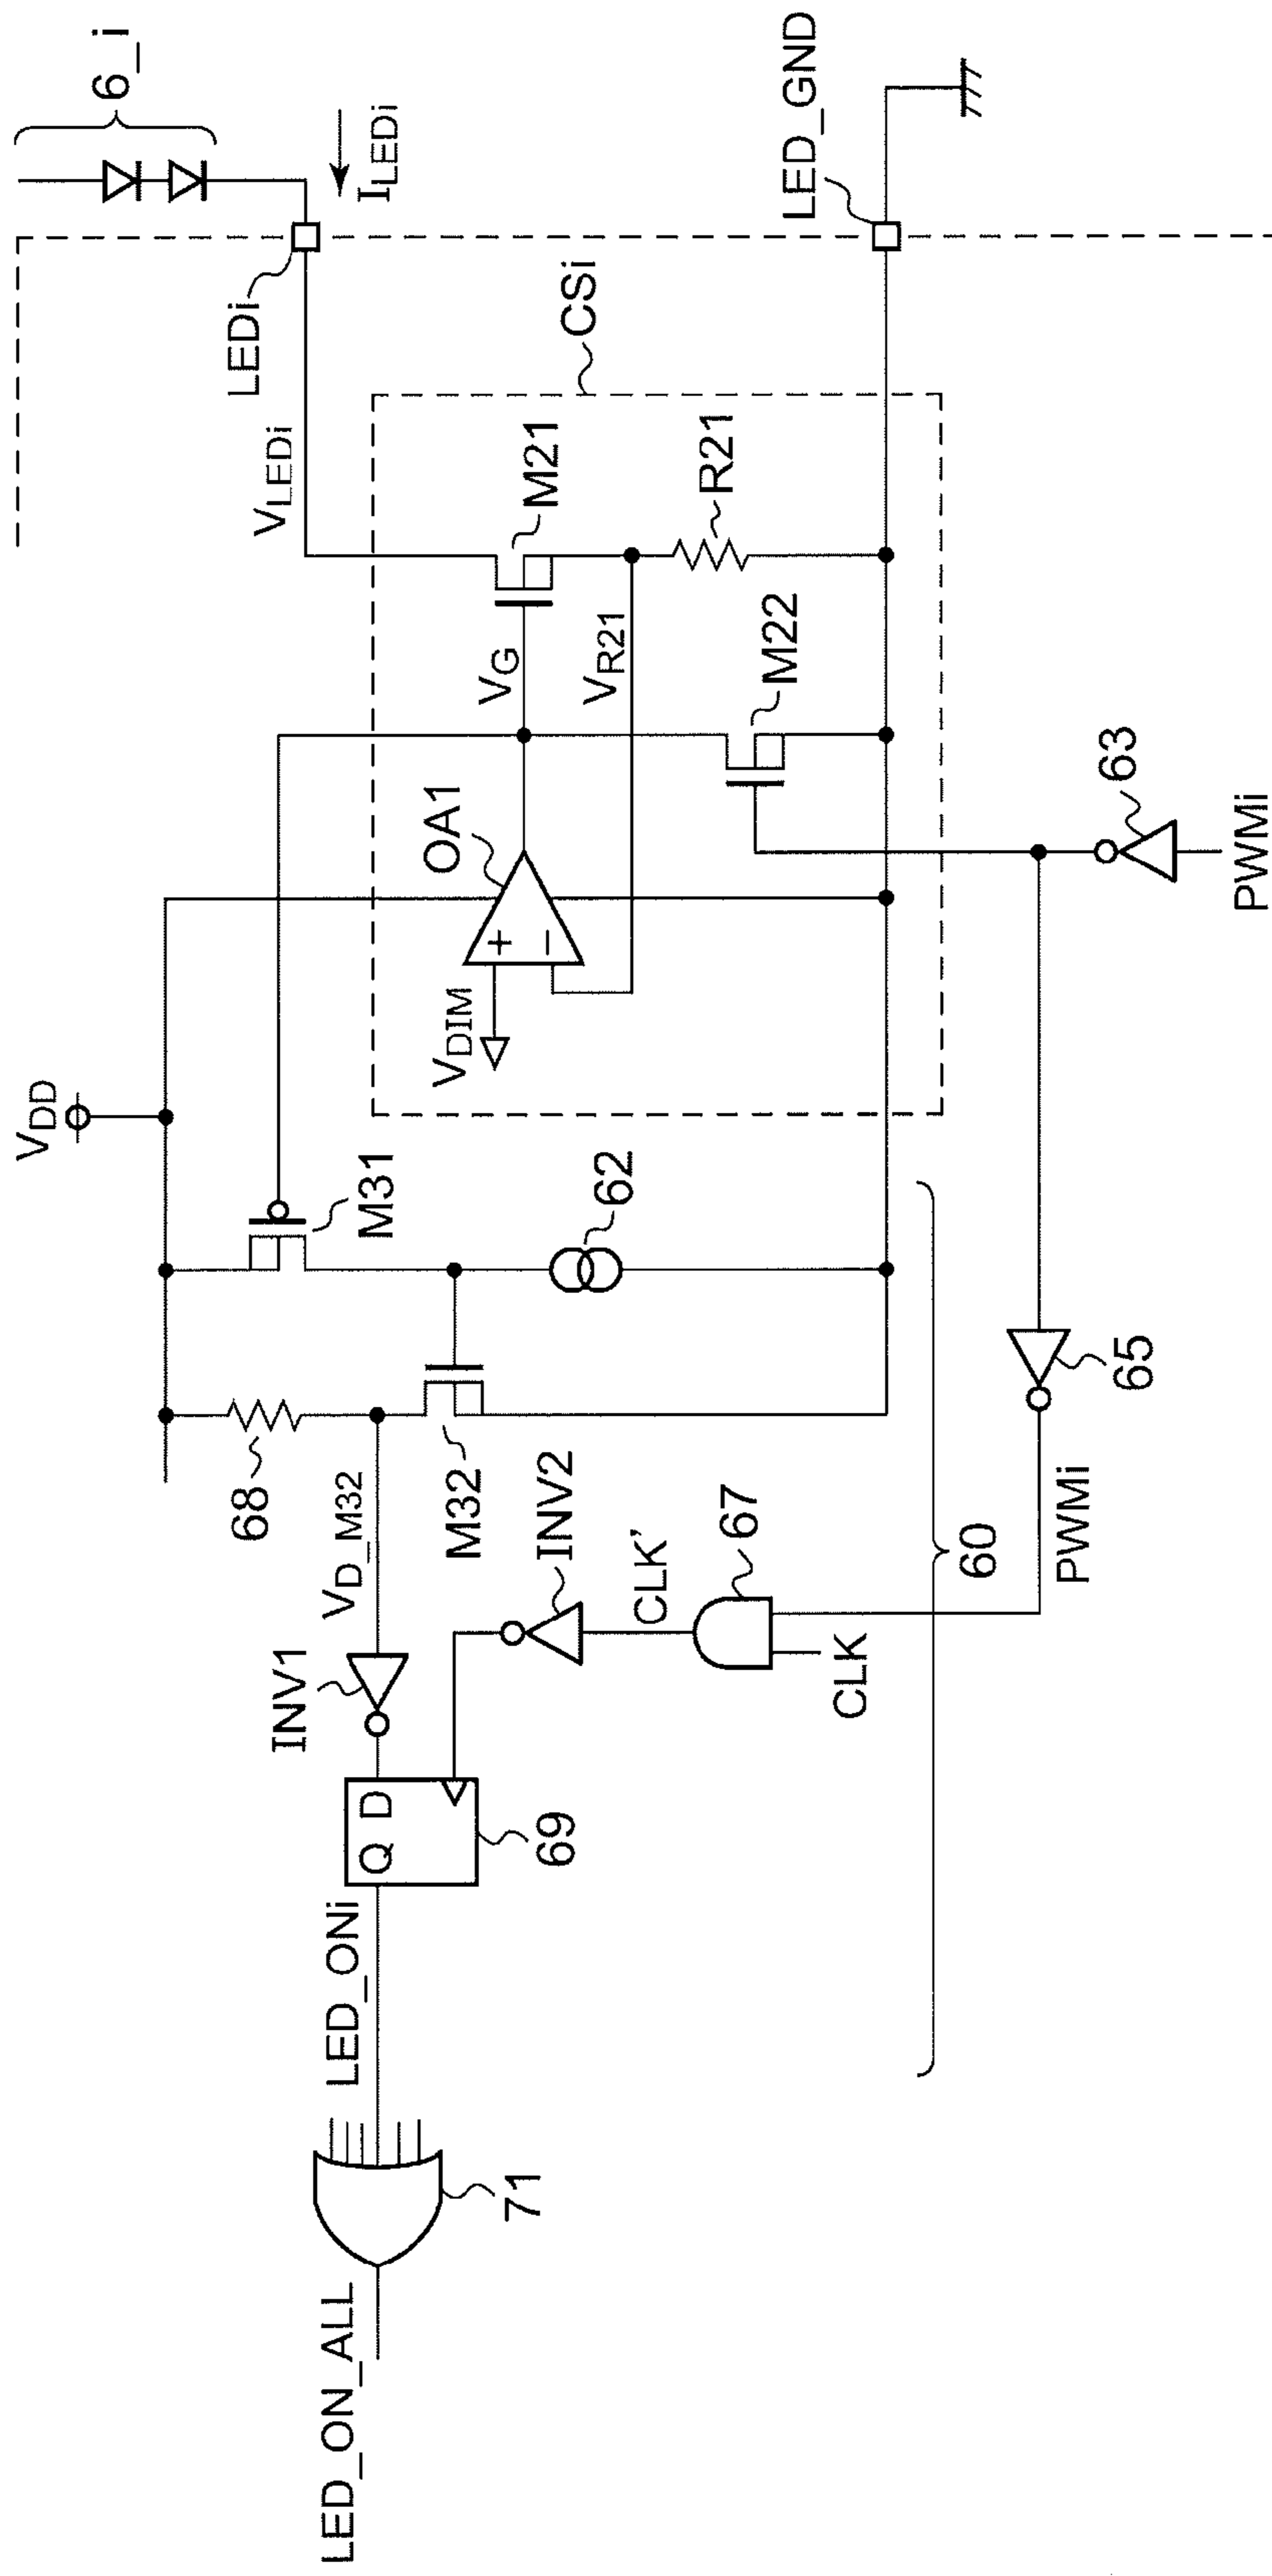 6_i
I_LEDi
LED_GND
LEDi
V_LEDi
CSi
M21
R21
V_G
V_R21
M22
OA1
63
PWMi
V_DIM
+
−
V_DD
M31
62
65
68
V_D_M32
M32
INV2
CLK'
67
60
PWMi
INV1
CLK
Q D
69
LED_ONi
71
LED_ON_ALL